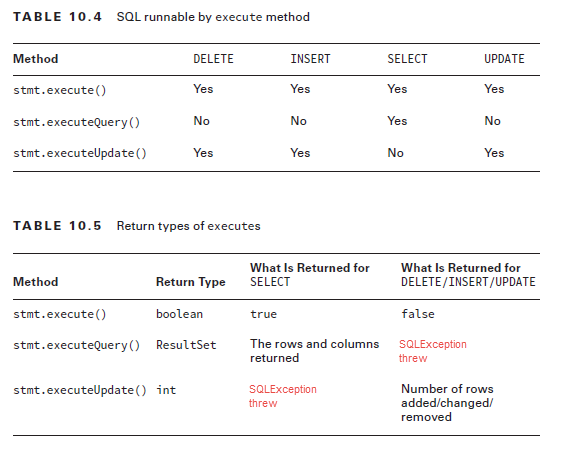 TABLE 10.4 SQL runnable by execute method
Method DELETE INSERT SELECT UPDATE
stmt.execute() Yes Yes Yes Yes
stmt.executeQuery() No No Yes No
stmt.executeUpdate() Yes Yes No Yes
TABLE 10.5 Return types of executes
What Is Returned for What Is Returned for
Method Return Type SELECT DELETE/INSERT/UPDATE
stmt.execute() boolean true false
stmt.executeQuery() ResultSet The rows and columns SQLException
returned threw
stmt.executeUpdate() int SQLException Number of rows
threw added/changed/
removed